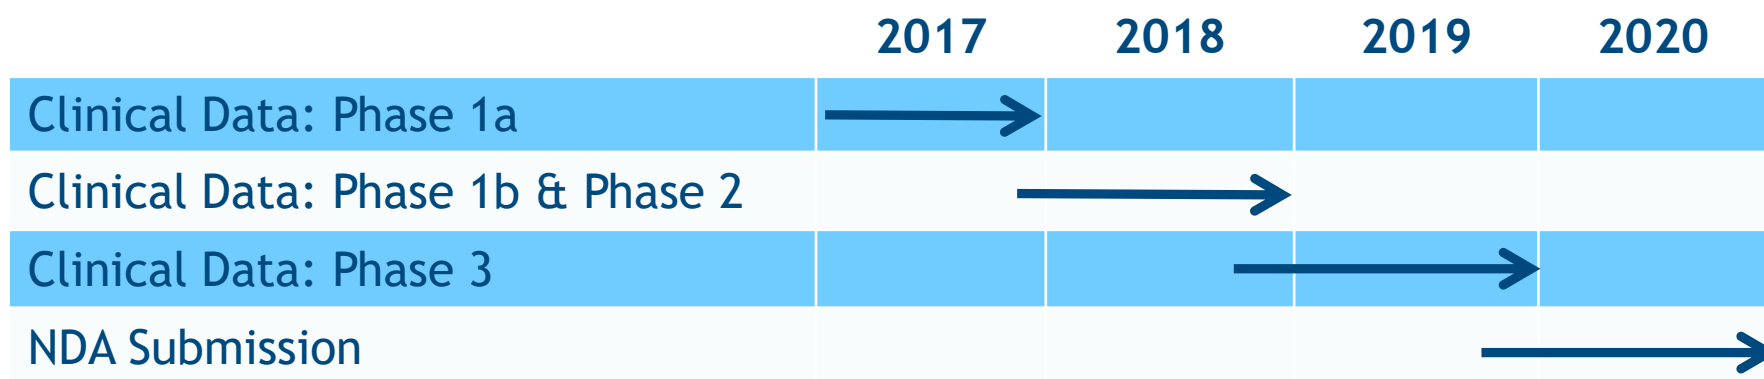 2017 2018 2019 2020
Clinical Data: Phase 1a
Clinical Data: Phase 1b & Phase 2
Clinical Data: Phase 3
NDA Submission